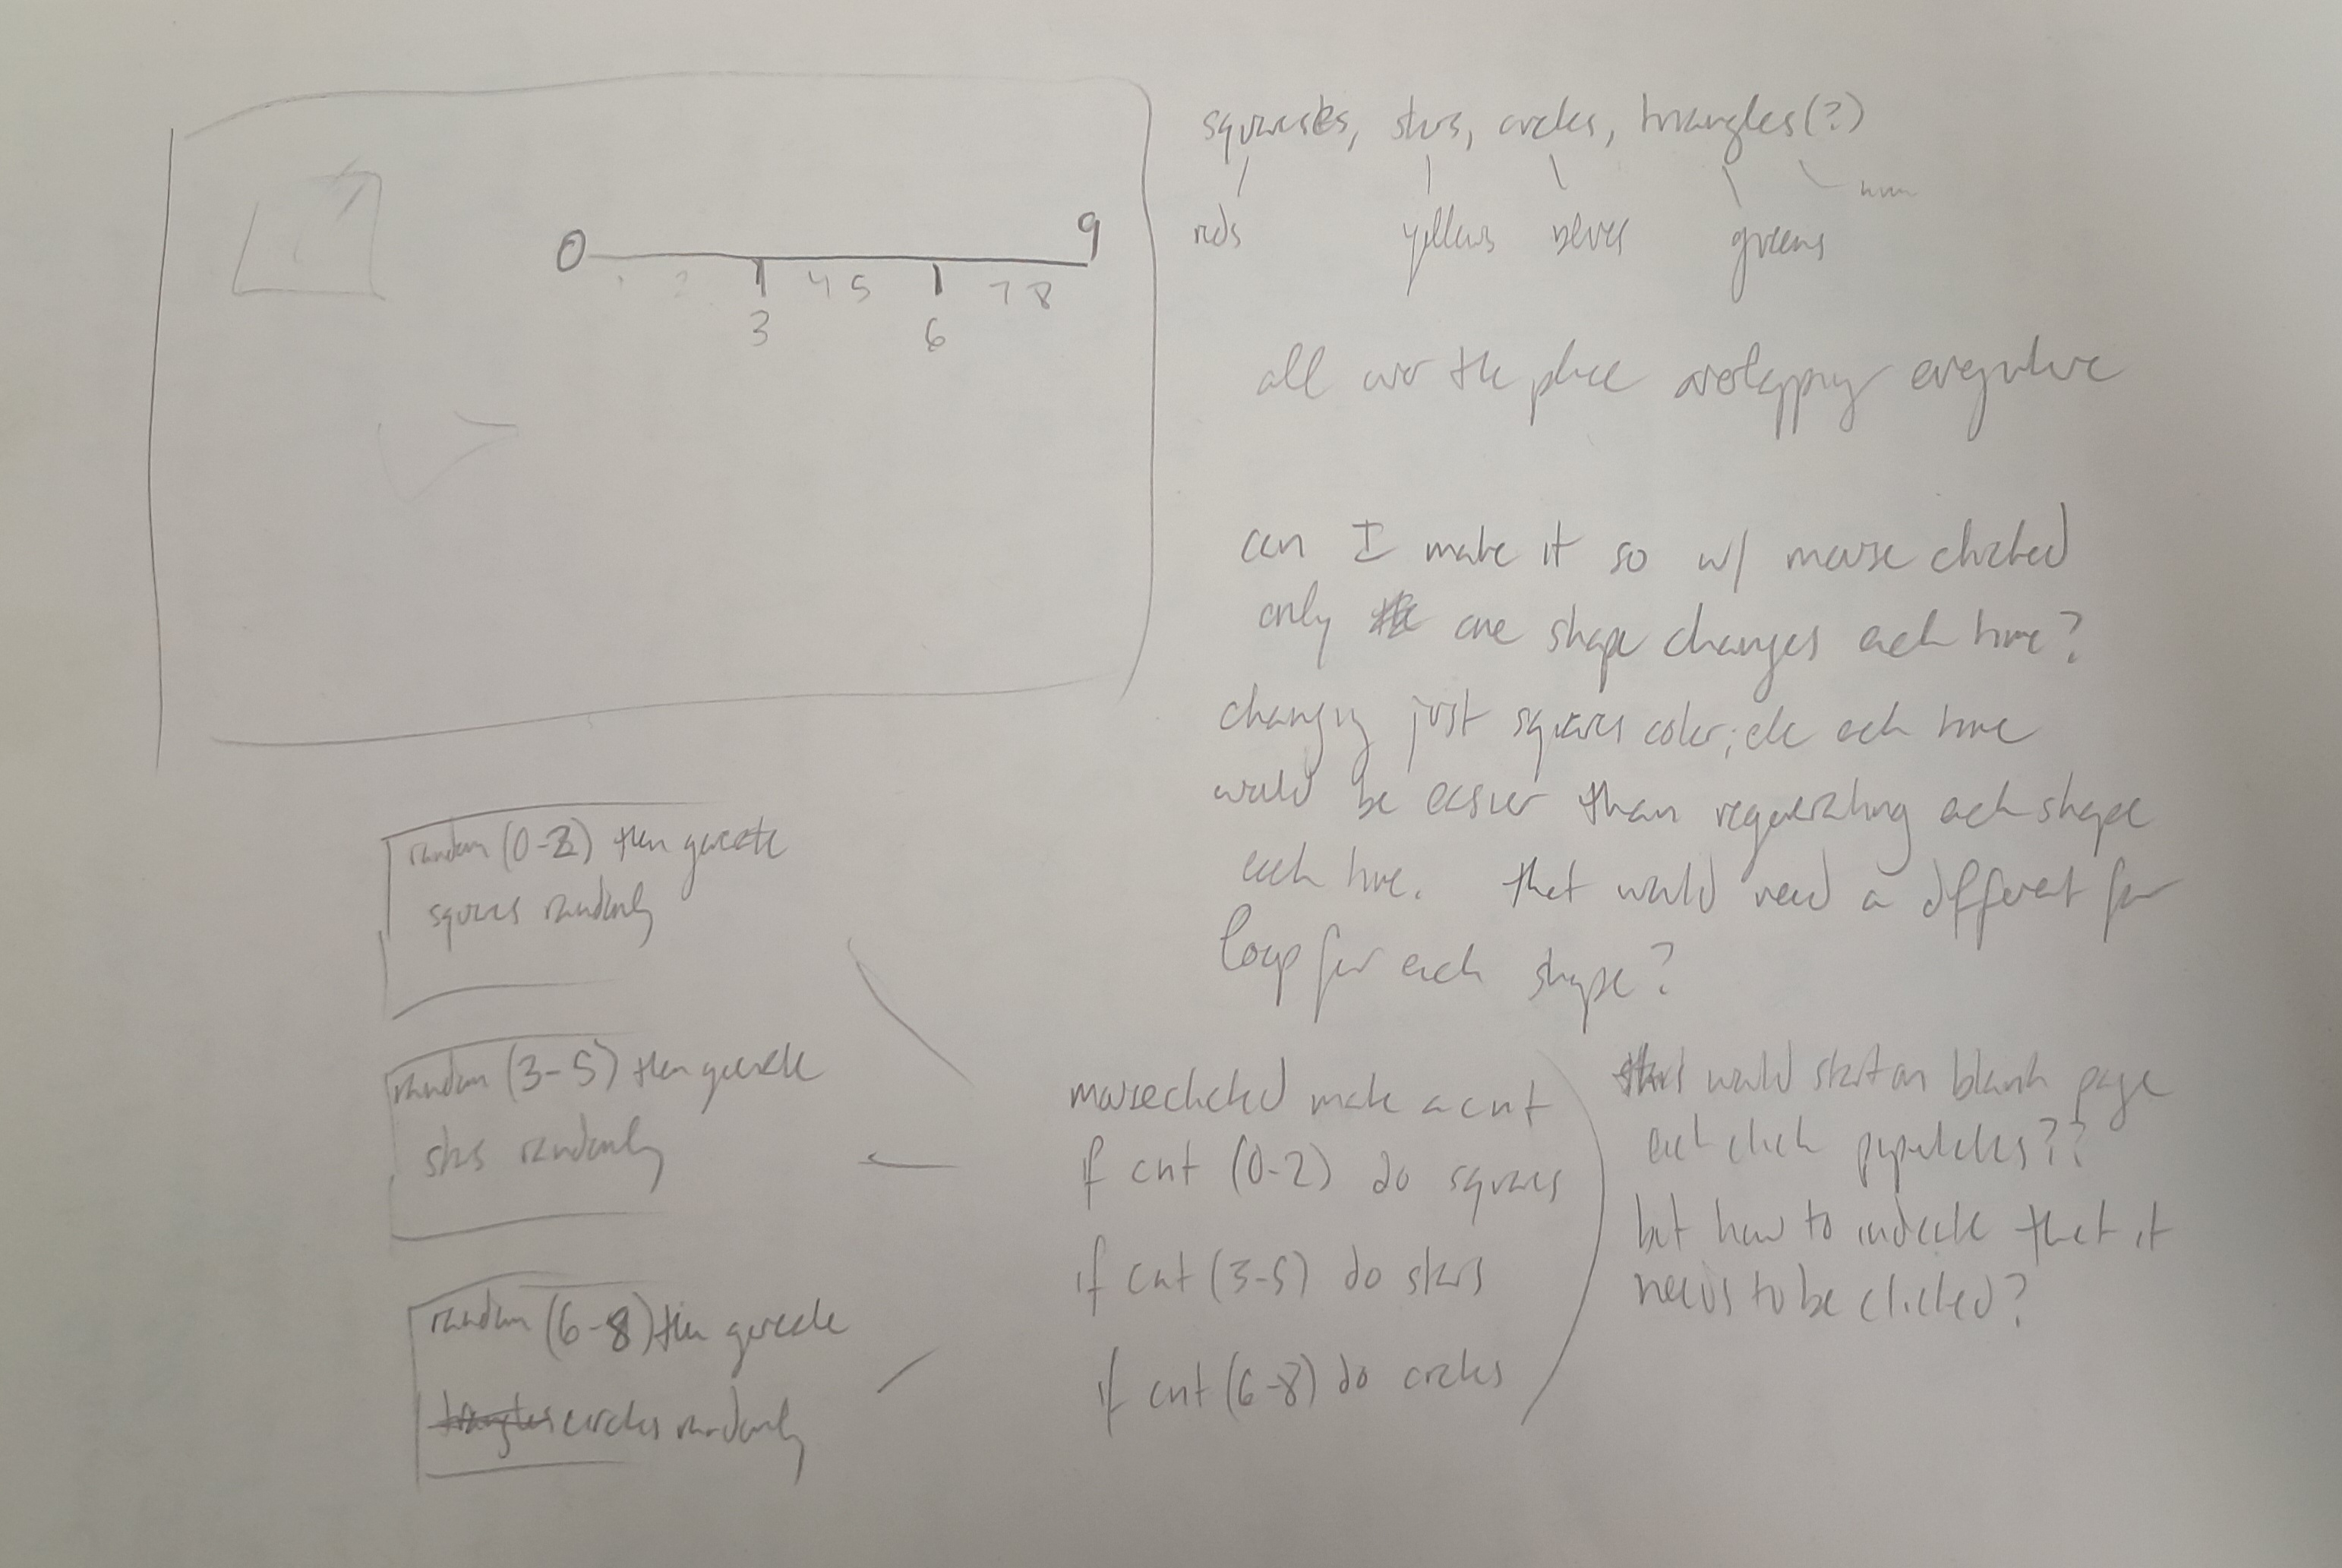 0 9
4 5 7 8
3 6
squares, stars, circles, triangles(?)
reds yellows blues greens
all over the place overlapping everywhere
can I make it so w/ mouse clicked
only one shape changes each time?
changing just squares color, etc each time
would be easier than regenerating each shape
each time. that would need a different for
loop for each shape?
random (0-2) then generate
squares randomly
random (3-5) then generate
stars randomly
random (6-8) then generate
triangles circles randomly
mouseclicked make a cnt
if cnt (0-2) do squares
if cnt (3-5) do stars
if cnt (6-8) do circles
would start on blank page
each click populates??
but how to indicate that it
needs to be clicked?